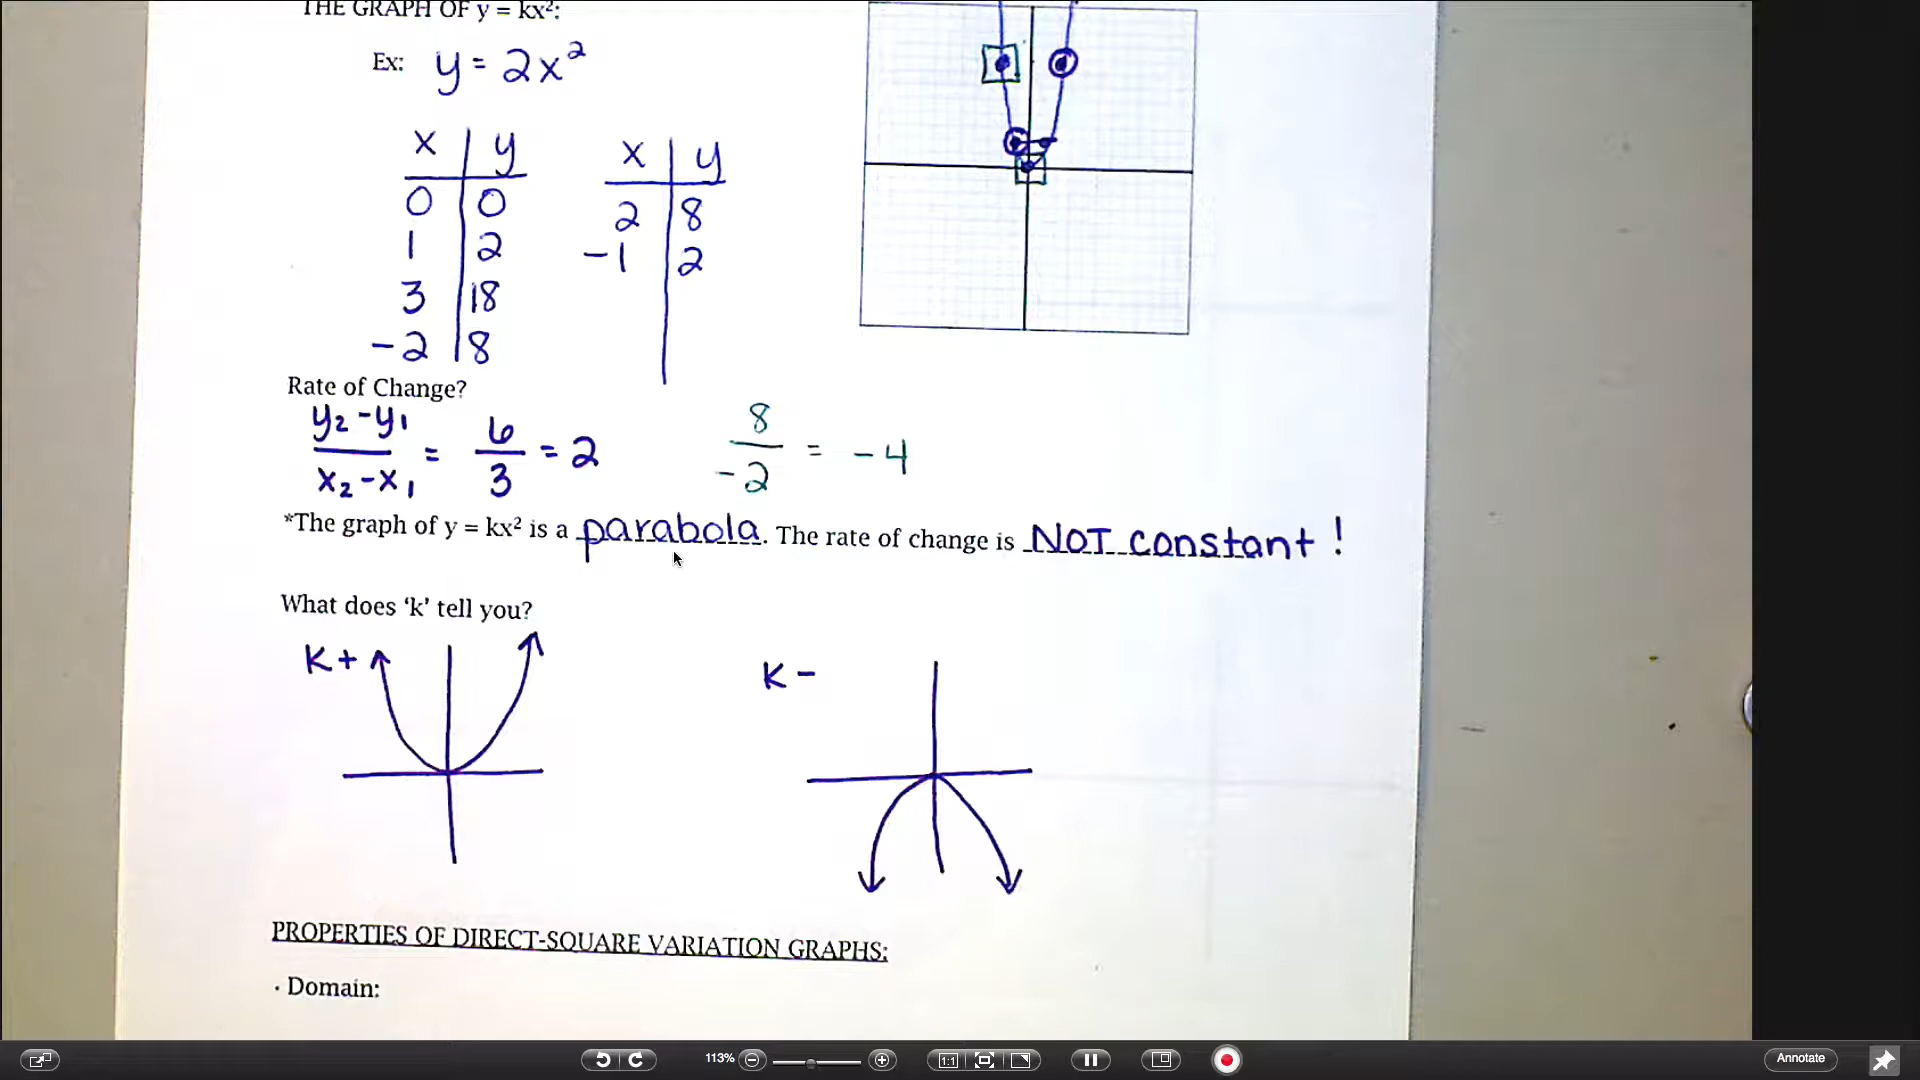 THE GRAPH OF y = kx²:
Ex: y = 2x²
x | y
0 | 0
1 | 2
3 | 18
-2 | 8
x | y
2 | 8
-1 | 2
Rate of Change?
y₂-y₁ / x₂-x₁ = 6/3 = 2
8/-2 = -4
*The graph of y = kx² is a parabola. The rate of change is NOT constant!
What does ‘k’ tell you?
K +
K -
PROPERTIES OF DIRECT-SQUARE VARIATION GRAPHS:
· Domain:
113%
1:1
Annotate